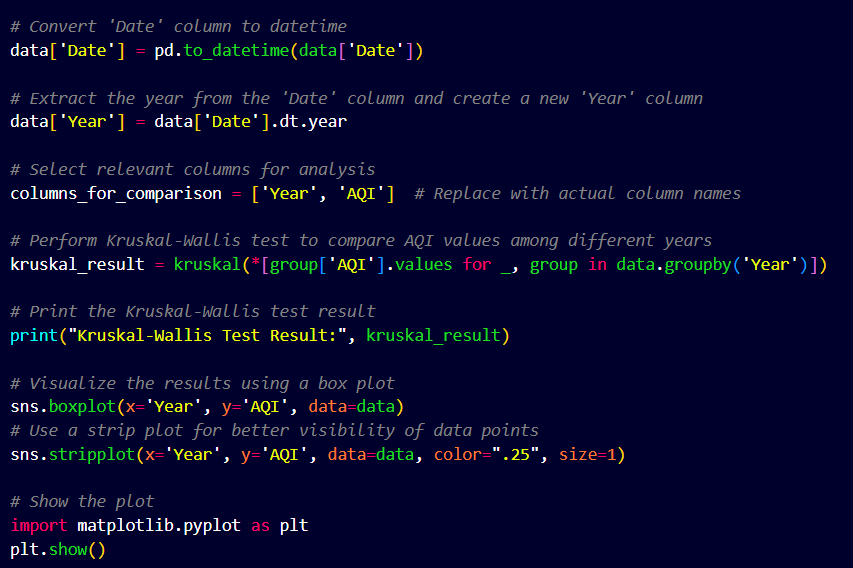 # Convert 'Date' column to datetime
data['Date'] = pd.to_datetime(data['Date'])
# Extract the year from the 'Date' column and create a new 'Year' column
data['Year'] = data['Date'].dt.year
# Select relevant columns for analysis
columns_for_comparison = ['Year', 'AQI']  # Replace with actual column names
# Perform Kruskal-Wallis test to compare AQI values among different years
kruskal_result = kruskal(*[group['AQI'].values for _, group in data.groupby('Year')])
# Print the Kruskal-Wallis test result
print("Kruskal-Wallis Test Result:", kruskal_result)
# Visualize the results using a box plot
sns.boxplot(x='Year', y='AQI', data=data)
# Use a strip plot for better visibility of data points
sns.stripplot(x='Year', y='AQI', data=data, color=".25", size=1)
# Show the plot
import matplotlib.pyplot as plt
plt.show()